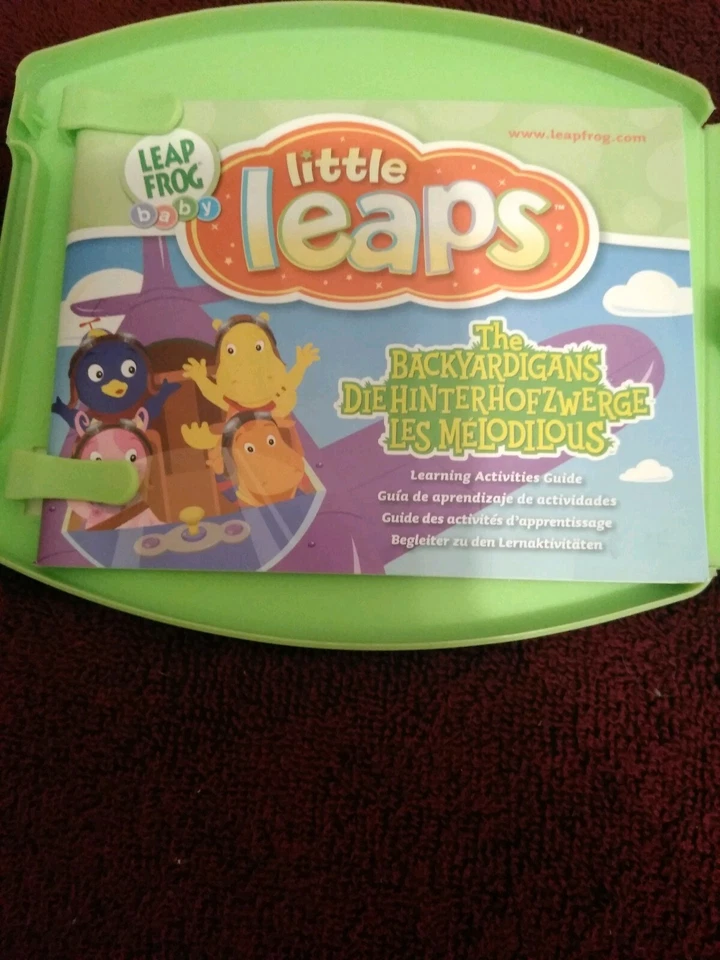 www.leapfrog.com
LEAP
FROG
baby
little
leaps™
The
BACKYARDIGANS
DIE HINTERHOFZWERGE
LES MÉLODILOUS
Learning Activities Guide
Guía de aprendizaje de actividades
Guide des activités d'apprentissage
Begleiter zu den Lernaktivitäten